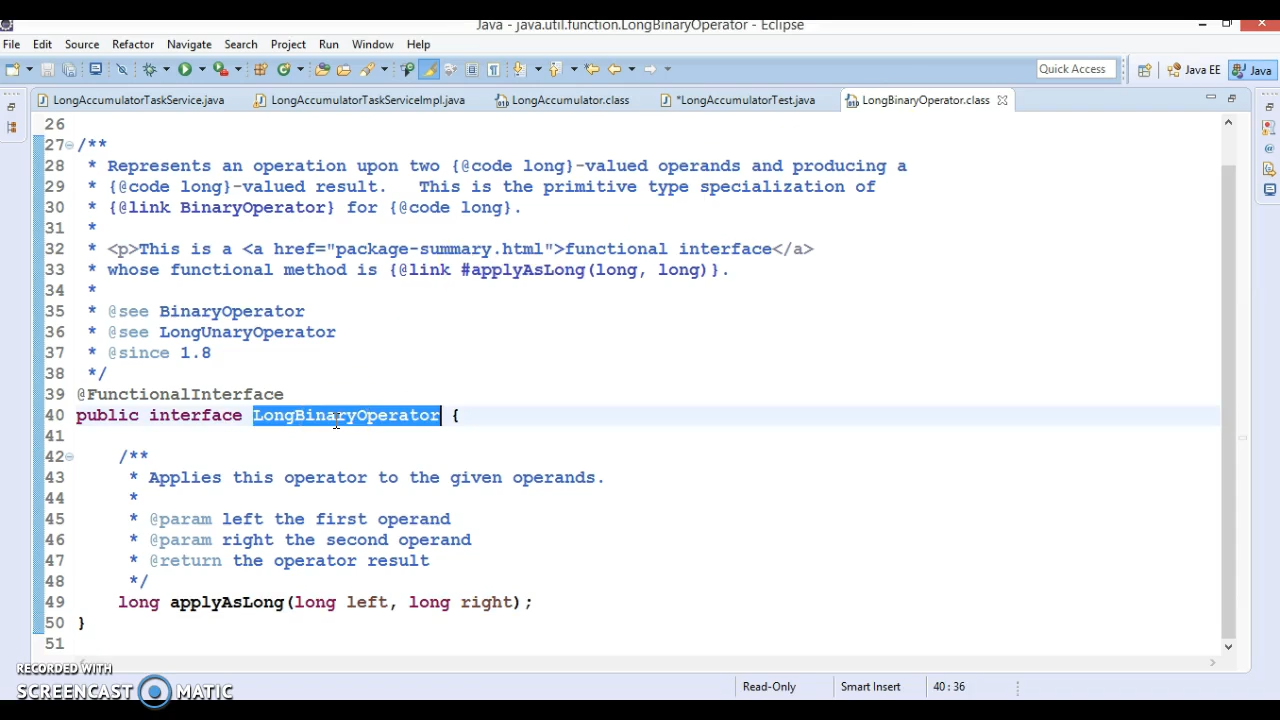 Java - java.util.function.LongBinaryOperator - Eclipse
File Edit Source Refactor Navigate Search Project Run Window Help
Quick Access Java EE Java
LongAccumulatorTaskService.java LongAccumulatorTaskServiceImpl.java LongAccumulator.class *LongAccumulatorTest.java LongBinaryOperator.class
26
27 /**
28 * Represents an operation upon two {@code long}-valued operands and producing a
29 * {@code long}-valued result.   This is the primitive type specialization of
30 * {@link BinaryOperator} for {@code long}.
31 *
32 * <p>This is a <a href="package-summary.html">functional interface</a>
33 * whose functional method is {@link #applyAsLong(long, long)}.
34 *
35 * @see BinaryOperator
36 * @see LongUnaryOperator
37 * @since 1.8
38 */
39 @FunctionalInterface
40 public interface LongBinaryOperator {
41
42 /**
43 * Applies this operator to the given operands.
44 *
45 * @param left the first operand
46 * @param right the second operand
47 * @return the operator result
48 */
49 long applyAsLong(long left, long right);
50 }
51
RECORDED WITH
SCREENCAST MATIC
Read-Only Smart Insert 40 : 36